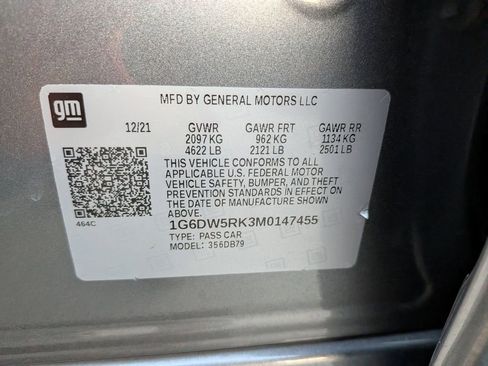 gm
MFD BY GENERAL MOTORS LLC
12/21 GVWR GAWR FRT GAWR RR
2097 KG 962 KG 1134 KG
4622 LB 2121 LB 2501 LB
THIS VEHICLE CONFORMS TO ALL
APPLICABLE U.S. FEDERAL MOTOR
VEHICLE SAFETY, BUMPER, AND THEFT
PREVENTION STANDARDS IN EFFECT ON
THE DATE OF MANUFACTURE SHOWN
ABOVE.
464C
1G6DW5RK3M0147455
TYPE: PASS CAR
MODEL: 356DB79